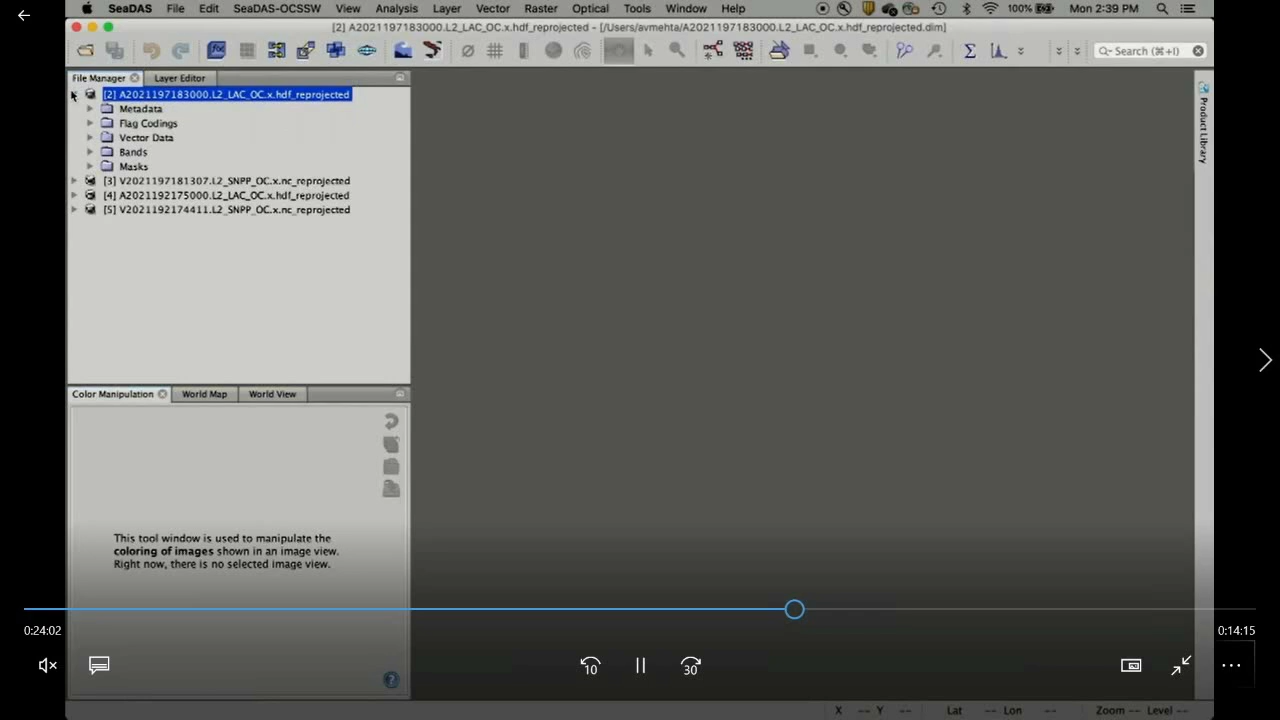 SeaDAS File Edit SeaDAS-OCSSW View Analysis Layer Vector Raster Optical Tools Window Help 100% Mon 2:39 PM
[2] A2021197183000.L2_LAC_OC.x.hdf_reprojected - [/Users/avmehta/A2021197183000.L2_LAC_OC.x.hdf_reprojected.dim]
Search (⌘+I)
File Manager Layer Editor
[2] A2021197183000.L2_LAC_OC.x.hdf_reprojected
Metadata
Flag Codings
Vector Data
Bands
Masks
[3] V2021197181307.L2_SNPP_OC.x.nc_reprojected
[4] A2021192175000.L2_LAC_OC.x.hdf_reprojected
[5] V2021192174411.L2_SNPP_OC.x.nc_reprojected
Product Library
Color Manipulation World Map World View
This tool window is used to manipulate the
coloring of images shown in an image view.
Right now, there is no selected image view.
0:24:02 0:14:15
10 30
X -- Y -- Lat -- Lon -- Zoom -- Level --